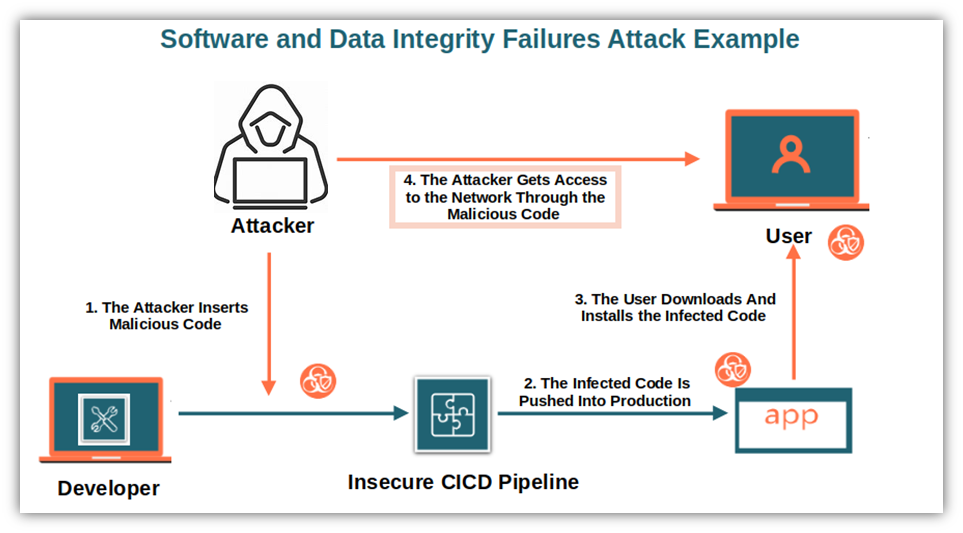 Software and Data Integrity Failures Attack Example
Attacker
4. The Attacker Gets Access
to the Network Through the
Malicious Code
User
1. The Attacker Inserts
Malicious Code
3. The User Downloads And
Installs the Infected Code
2. The Infected Code Is
Pushed Into Production
app
Developer
Insecure CICD Pipeline